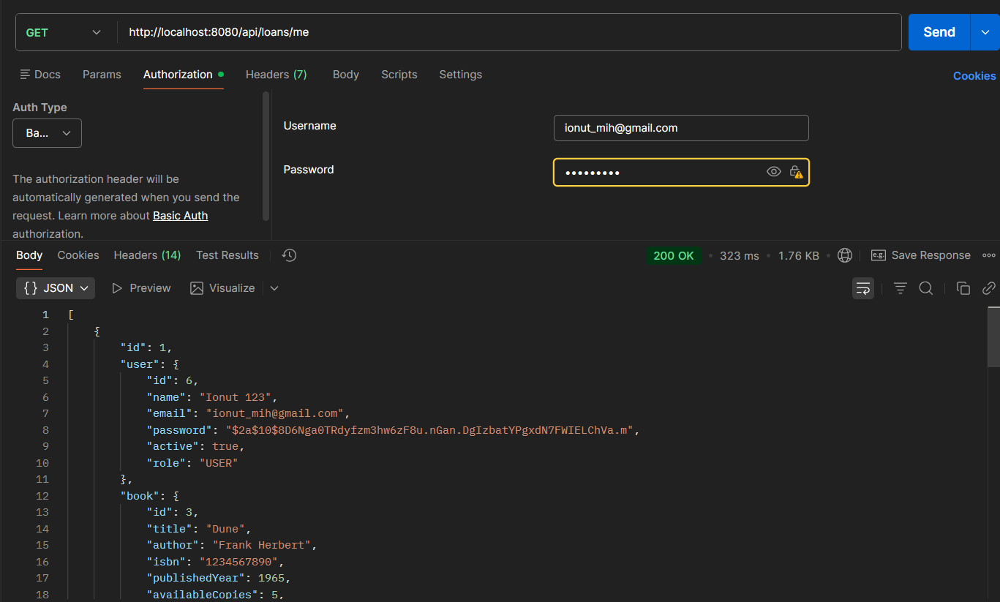 GET http://localhost:8080/api/loans/me Send
Docs Params Authorization Headers (7) Body Scripts Settings Cookies
Auth Type
Ba...
The authorization header will be
automatically generated when you send the
request. Learn more about Basic Auth
authorization.
Username ionut_mih@gmail.com
Password •••••••••
Body Cookies Headers (14) Test Results 200 OK • 323 ms • 1.76 KB • e.g. Save Response
{} JSON Preview Visualize
1 [
2 {
3 "id": 1,
4 "user": {
5 "id": 6,
6 "name": "Ionut 123",
7 "email": "ionut_mih@gmail.com",
8 "password": "$2a$10$8D6Nga0TRdyfzm3hw6zF8u.nGan.DgIzbatYPgxdN7FWIELChVa.m",
9 "active": true,
10 "role": "USER"
11 },
12 "book": {
13 "id": 3,
14 "title": "Dune",
15 "author": "Frank Herbert",
16 "isbn": "1234567890",
17 "publishedYear": 1965,
18 "availableCopies": 5,